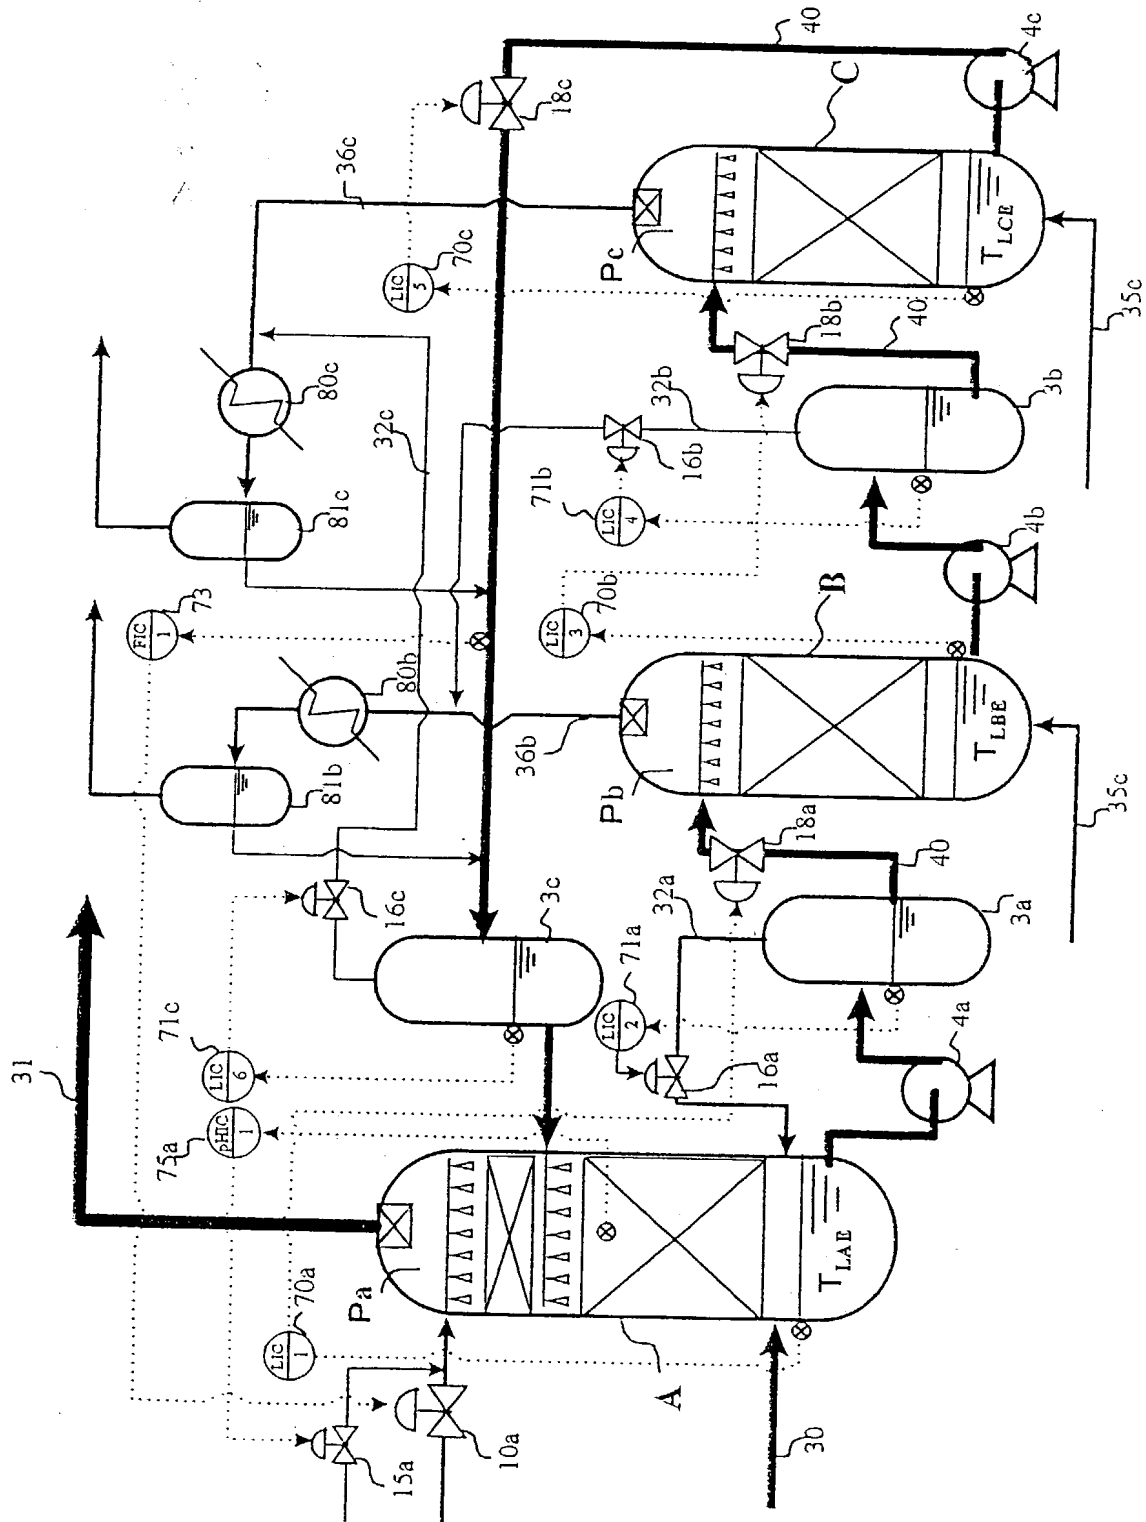 31
75a
pHIC
1
71c
LIC
6
FIC
1
73
81b
80b
81c
80c
32c
36c
LIC
5
70c
18c
40
4c
C
Pc
TLCE
35c
18b
40
32b
3b
16b
71b
LIC
4
4b
LIC
3
70b
B
Pb
TLBE
36b
35c
18a
40
32a
3a
16c
3c
71a
LIC
2
16a
4a
Pa
TLAE
70a
LIC
1
A
10a
15a
30